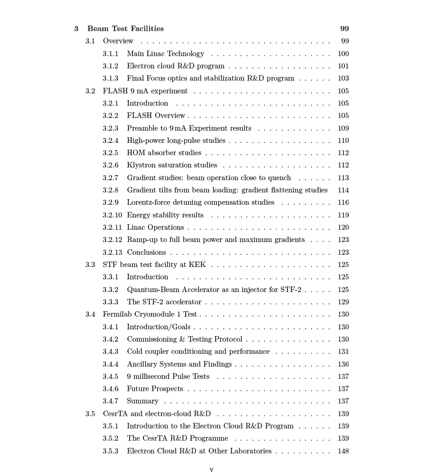 3 Beam Test Facilities 99
3.1 Overview . . . . . . . . . . . . . . . . . . . . . . . . . . . . . . . . . . 99
3.1.1 Main Linac Technology . . . . . . . . . . . . . . . . . . . . . . 100
3.1.2 Electron cloud R&D program . . . . . . . . . . . . . . . . . . . 101
3.1.3 Final Focus optics and stabilization R&D program . . . . . . 103
3.2 FLASH 9 mA experiment . . . . . . . . . . . . . . . . . . . . . . . . . 105
3.2.1 Introduction . . . . . . . . . . . . . . . . . . . . . . . . . . . . 105
3.2.2 FLASH Overview . . . . . . . . . . . . . . . . . . . . . . . . . . 105
3.2.3 Preamble to 9 mA Experiment results . . . . . . . . . . . . . 109
3.2.4 High-power long-pulse studies . . . . . . . . . . . . . . . . . . . 110
3.2.5 HOM absorber studies . . . . . . . . . . . . . . . . . . . . . . . 112
3.2.6 Klystron saturation studies . . . . . . . . . . . . . . . . . . . . 112
3.2.7 Gradient studies: beam operation close to quench . . . . . . 113
3.2.8 Gradient tilts from beam loading: gradient flattening studies 114
3.2.9 Lorentz-force detuning compensation studies . . . . . . . . . 116
3.2.10 Energy stability results . . . . . . . . . . . . . . . . . . . . . . 119
3.2.11 Linac Operations . . . . . . . . . . . . . . . . . . . . . . . . . . 120
3.2.12 Ramp-up to full beam power and maximum gradients . . . . 123
3.2.13 Conclusions . . . . . . . . . . . . . . . . . . . . . . . . . . . . . 123
3.3 STF beam test facility at KEK . . . . . . . . . . . . . . . . . . . . . . 125
3.3.1 Introduction . . . . . . . . . . . . . . . . . . . . . . . . . . . . 125
3.3.2 Quantum-Beam Accelerator as an injector for STF-2 . . . . . 125
3.3.3 The STF-2 accelerator . . . . . . . . . . . . . . . . . . . . . . . 129
3.4 Fermilab Cryomodule 1 Test . . . . . . . . . . . . . . . . . . . . . . . . 130
3.4.1 Introduction/Goals . . . . . . . . . . . . . . . . . . . . . . . . . 130
3.4.2 Commissioning & Testing Protocol . . . . . . . . . . . . . . . . 130
3.4.3 Cold coupler conditioning and performance . . . . . . . . . . 131
3.4.4 Ancillary Systems and Findings . . . . . . . . . . . . . . . . . . 136
3.4.5 9 millisecond Pulse Tests . . . . . . . . . . . . . . . . . . . . . 137
3.4.6 Future Prospects . . . . . . . . . . . . . . . . . . . . . . . . . . 137
3.4.7 Summary . . . . . . . . . . . . . . . . . . . . . . . . . . . . . . 137
3.5 CesrTA and electron-cloud R&D . . . . . . . . . . . . . . . . . . . . . 139
3.5.1 Introduction to the Electron Cloud R&D Program . . . . . . 139
3.5.2 The CesrTA R&D Programme . . . . . . . . . . . . . . . . . . 139
3.5.3 Electron Cloud R&D at Other Laboratories . . . . . . . . . . 148
v